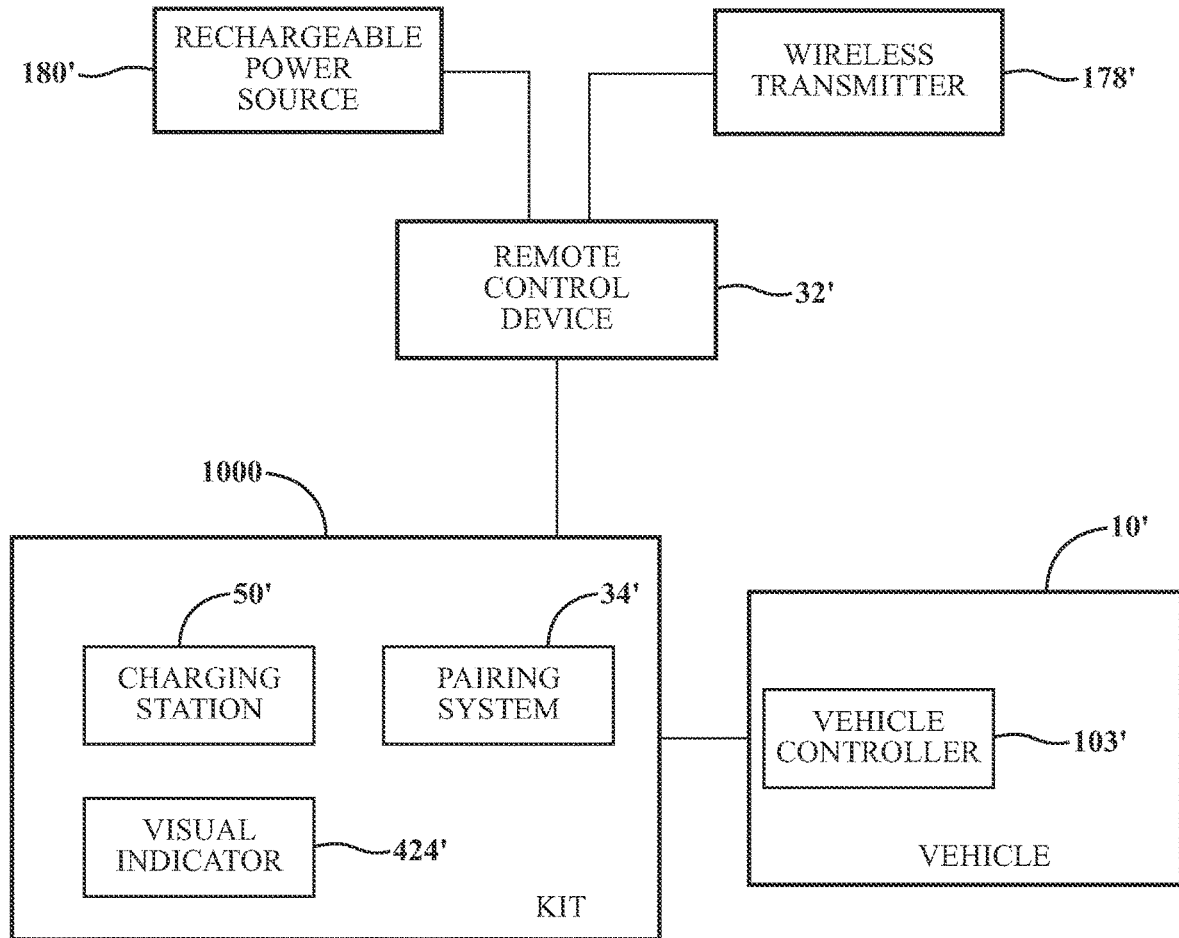 RECHARGEABLE
POWER
SOURCE
180'
WIRELESS
TRANSMITTER
178'
REMOTE
CONTROL
DEVICE
32'
1000
10'
50'
34'
CHARGING
STATION
PAIRING
SYSTEM
VEHICLE
CONTROLLER
103'
VISUAL
INDICATOR
424'
VEHICLE
KIT